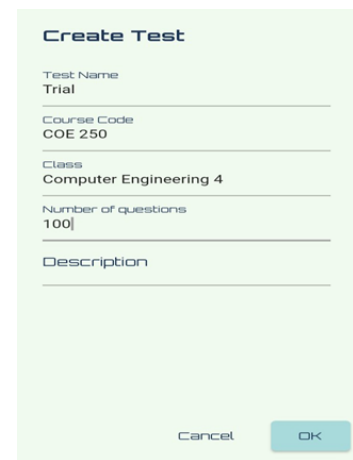 Create Test
Test Name
Trial
Course Code
COE 250
Class
Computer Engineering 4
Number of questions
100
Description
Cancel OK